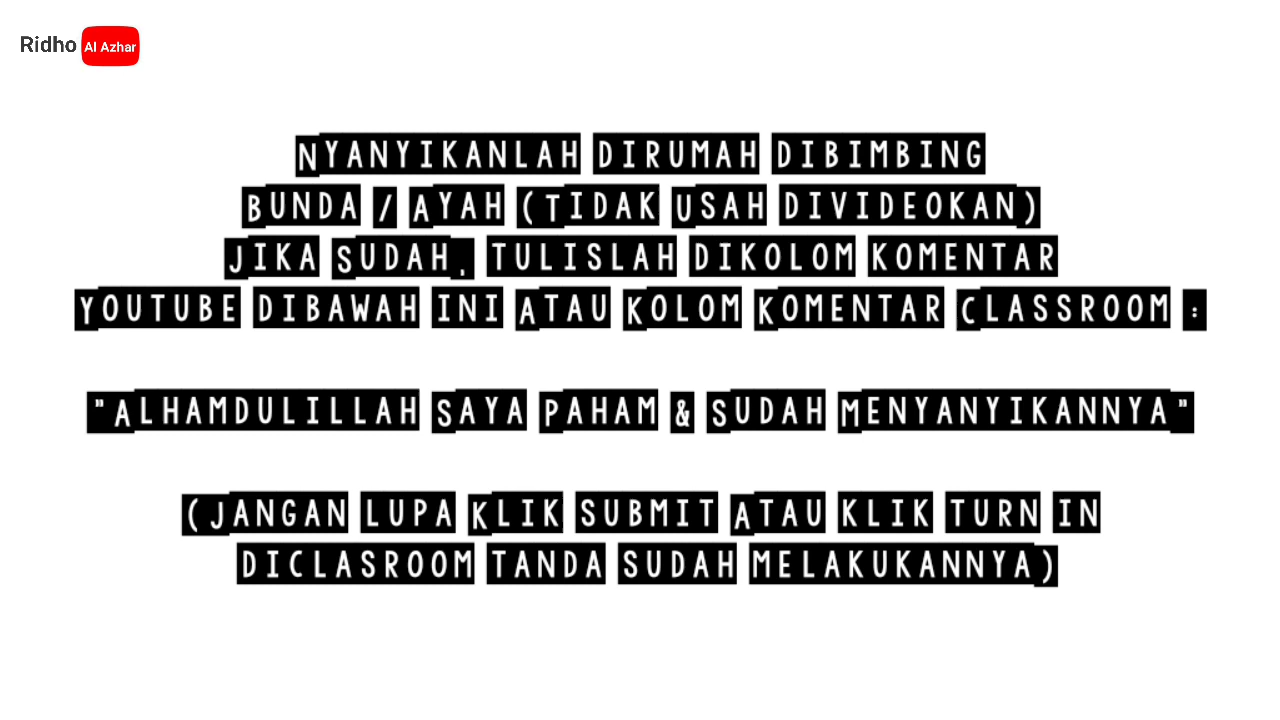 Ridho Al Azhar
Nyanyikanlah dirumah dibimbing
Bunda / Ayah (Tidak Usah divideokan)
Jika Sudah, tulislah dikolom komentar
Youtube dibawah ini Atau Kolom Komentar Classroom :
"Alhamdulillah Saya Paham & Sudah Menyanyikannya"
(Jangan lupa Klik submit Atau klik turn in
diclasroom tanda sudah melakukannya)